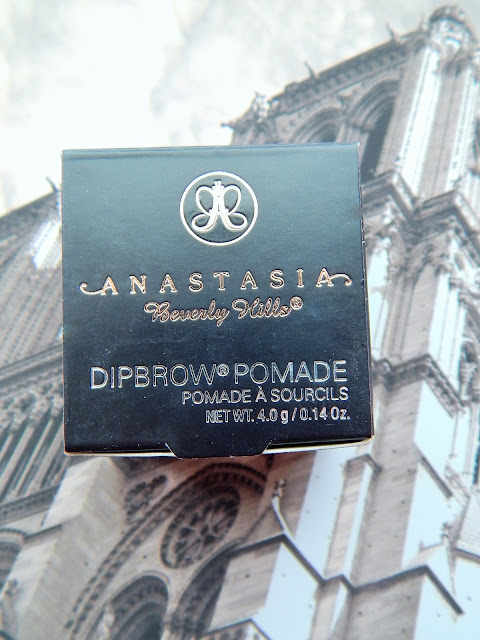 ANASTASIA
Beverly Hills®
DIPBROW® POMADE
POMADE À SOURCILS
NET WT. 4.0 g / 0.14 Oz.